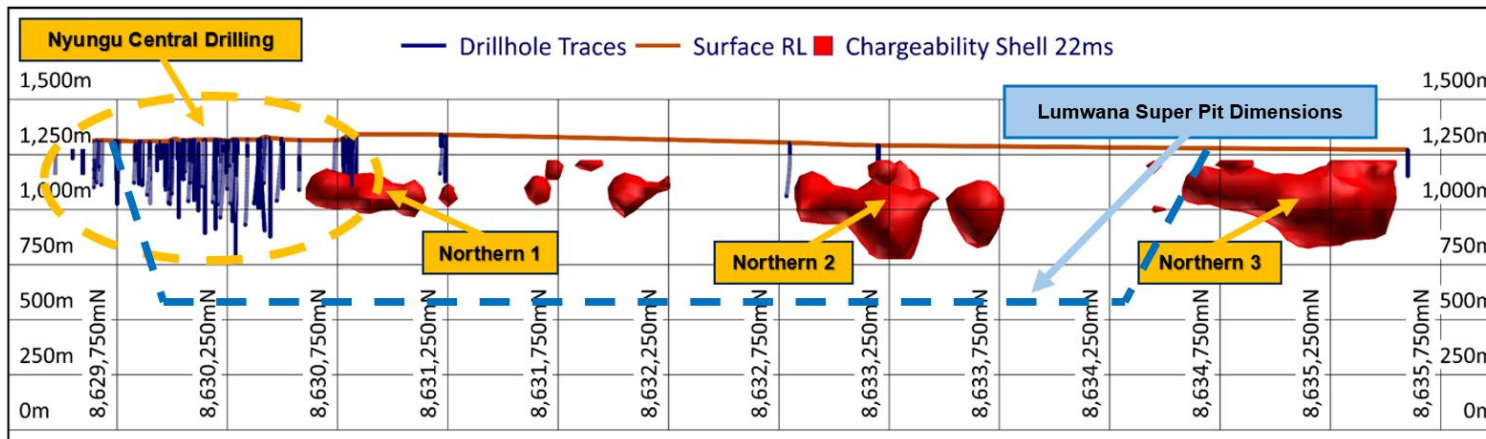 Nyungu Central Drilling
Drillhole Traces
Surface RL
Chargeability Shell 22ms
1,500m
1,500m
Lumwana Super Pit Dimensions
1,250m
1,250m
1,000m
1,000m
Northern 1
Northern 2
Northern 3
750m
750m
500m
500m
250m
250m
0m
0m
8,629,750mN
8,630,250mN
8,630,750mN
8,631,250mN
8,631,750mN
8,632,250mN
8,632,750mN
8,633,250mN
8,633,750mN
8,634,250mN
8,634,750mN
8,635,250mN
8,635,750mN